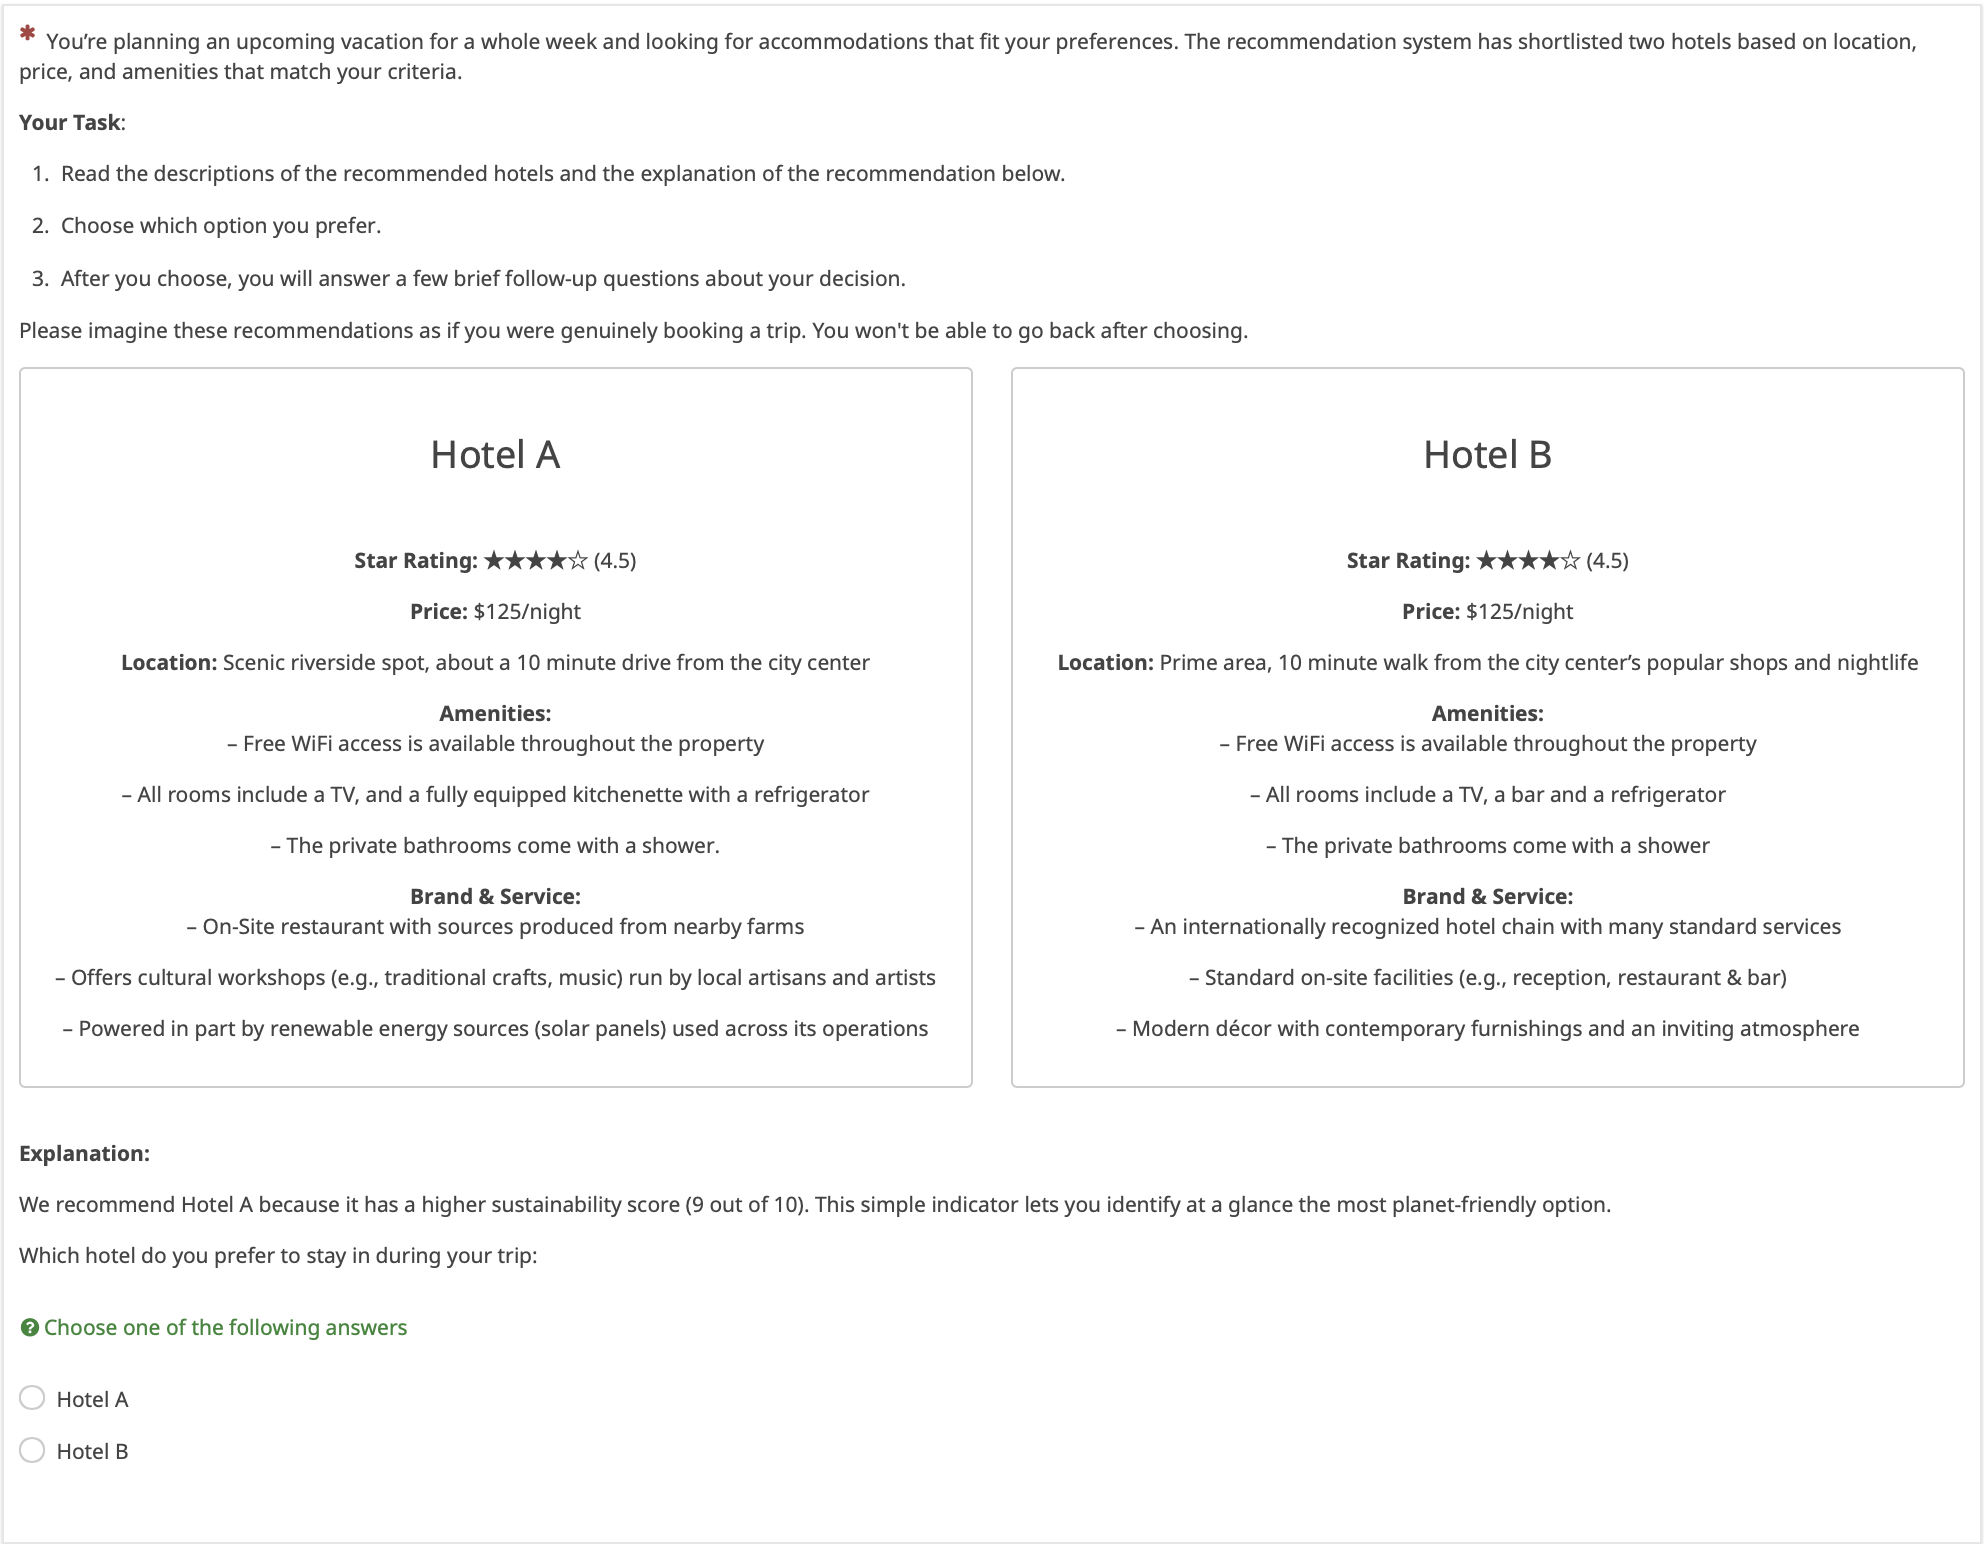 * You’re planning an upcoming vacation for a whole week and looking for accommodations that fit your preferences. The recommendation system has shortlisted two hotels based on location,
price, and amenities that match your criteria.
Your Task:
1. Read the descriptions of the recommended hotels and the explanation of the recommendation below.
2. Choose which option you prefer.
3. After you choose, you will answer a few brief follow-up questions about your decision.
Please imagine these recommendations as if you were genuinely booking a trip. You won't be able to go back after choosing.
Hotel A
Star Rating: ★★★★☆ (4.5)
Price: $125/night
Location: Scenic riverside spot, about a 10 minute drive from the city center
Amenities:
– Free WiFi access is available throughout the property
– All rooms include a TV, and a fully equipped kitchenette with a refrigerator
– The private bathrooms come with a shower.
Brand & Service:
– On-Site restaurant with sources produced from nearby farms
– Offers cultural workshops (e.g., traditional crafts, music) run by local artisans and artists
– Powered in part by renewable energy sources (solar panels) used across its operations
Hotel B
Star Rating: ★★★★☆ (4.5)
Price: $125/night
Location: Prime area, 10 minute walk from the city center’s popular shops and nightlife
Amenities:
– Free WiFi access is available throughout the property
– All rooms include a TV, a bar and a refrigerator
– The private bathrooms come with a shower
Brand & Service:
– An internationally recognized hotel chain with many standard services
– Standard on-site facilities (e.g., reception, restaurant & bar)
– Modern décor with contemporary furnishings and an inviting atmosphere
Explanation:
We recommend Hotel A because it has a higher sustainability score (9 out of 10). This simple indicator lets you identify at a glance the most planet-friendly option.
Which hotel do you prefer to stay in during your trip:
? Choose one of the following answers
Hotel A
Hotel B